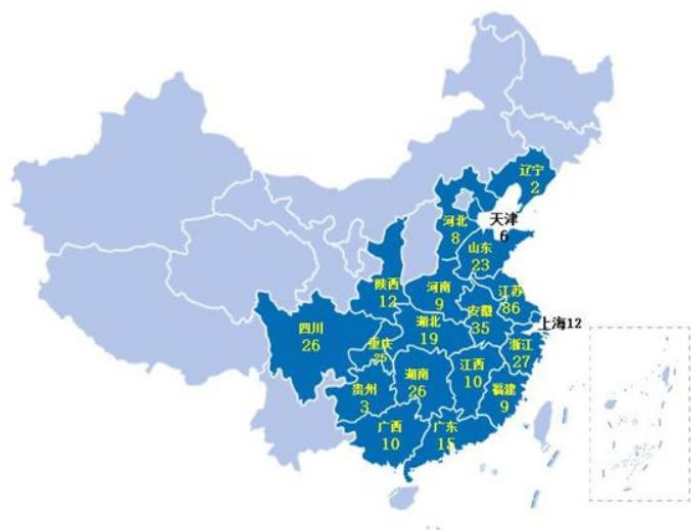 辽宁
2
天津
6
河北
8
山东
23
陕西
12
河南
9
江苏
86
安徽
35
上海12
湖北
19
四川
26
重庆
25
浙江
27
江西
10
湖南
26
贵州
3
福建
9
广西
10
广东
15